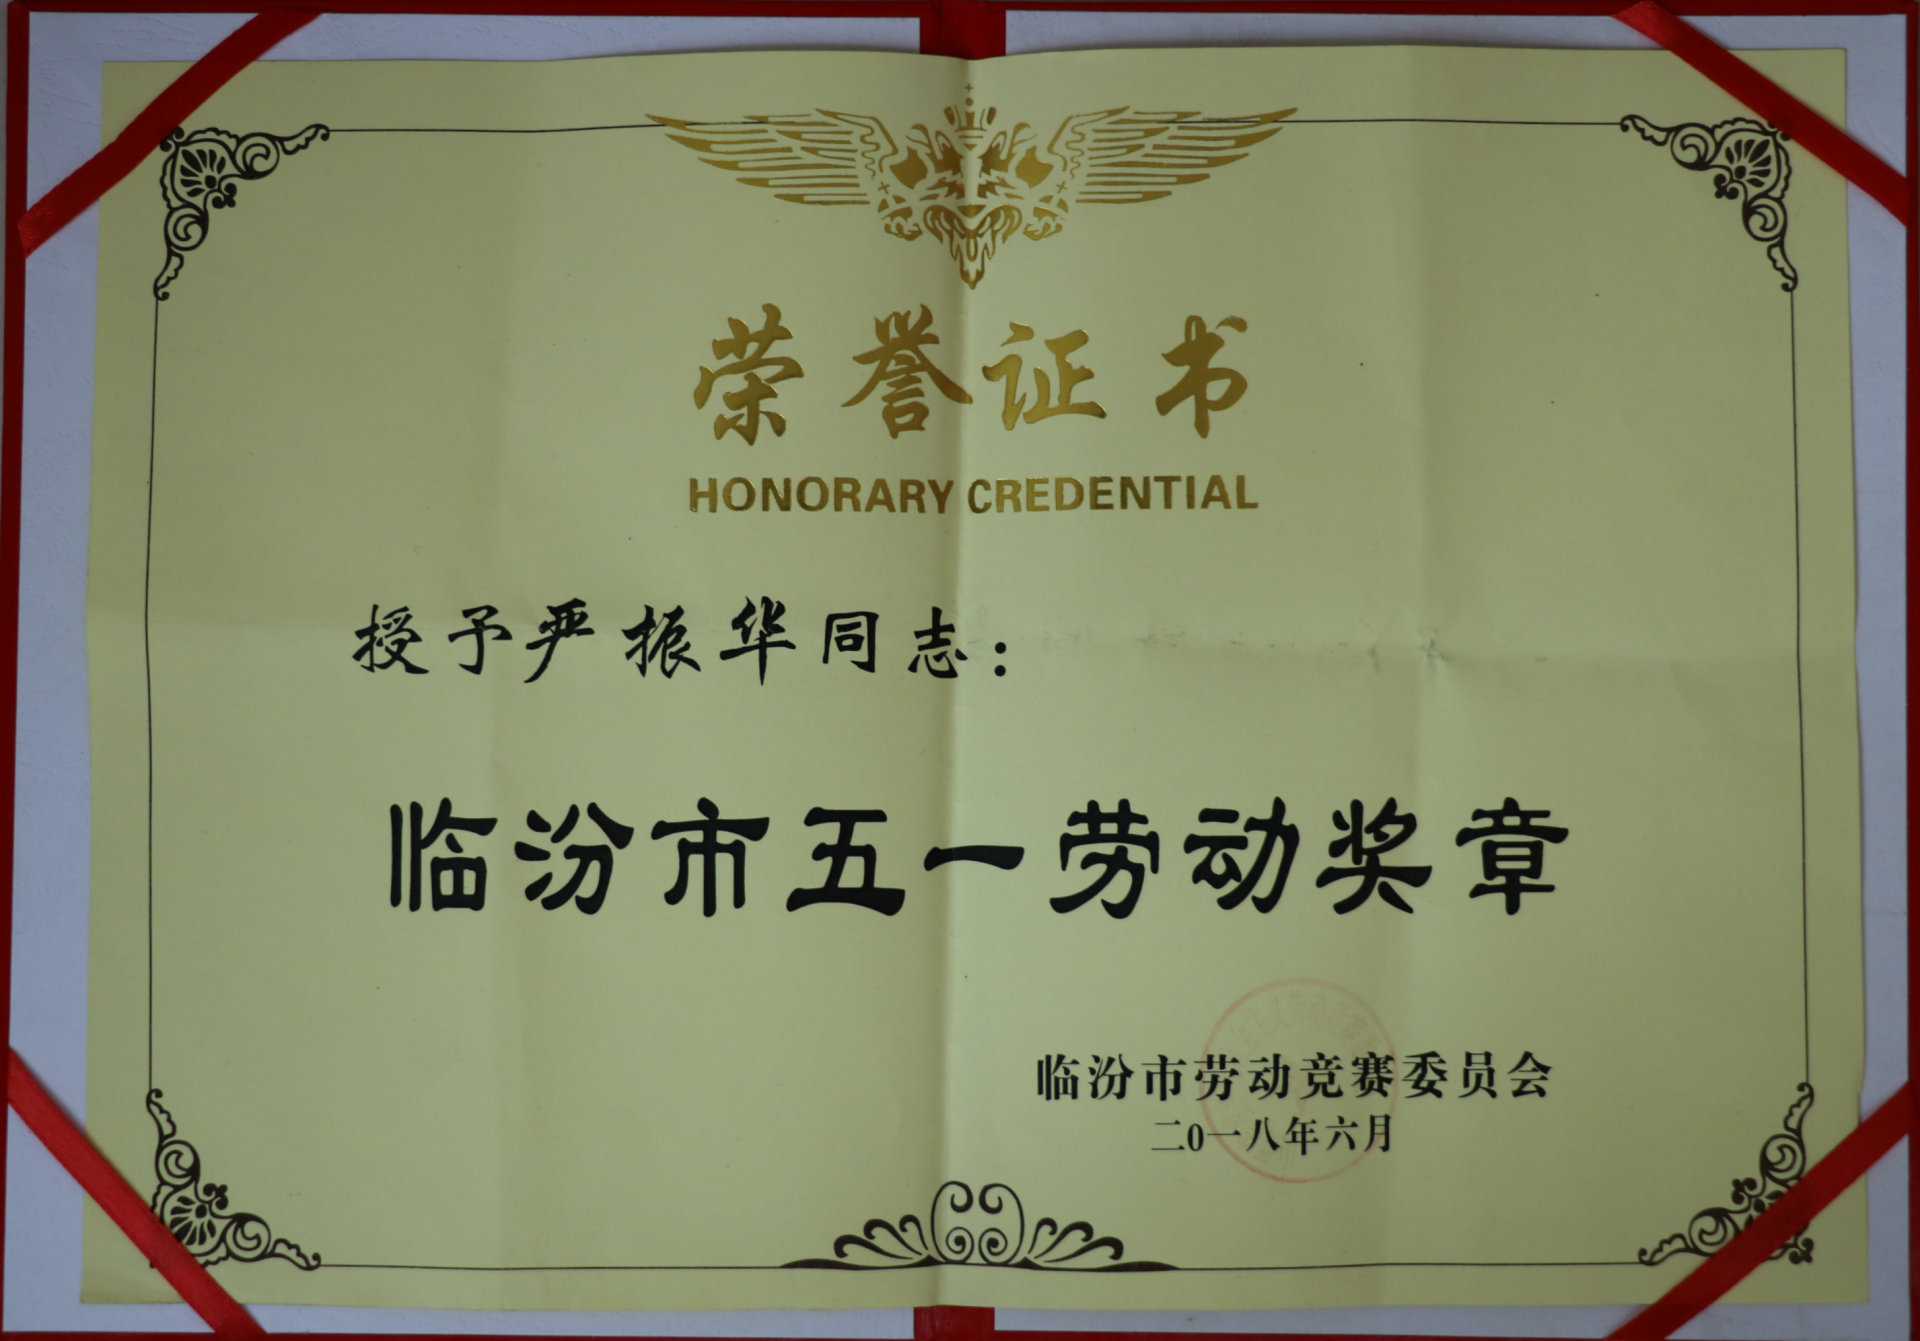 荣誉证书
HONORARY CREDENTIAL
授予严振华同志：
临汾市五一劳动奖章
临汾市劳动竞赛委员会
二0一八年六月